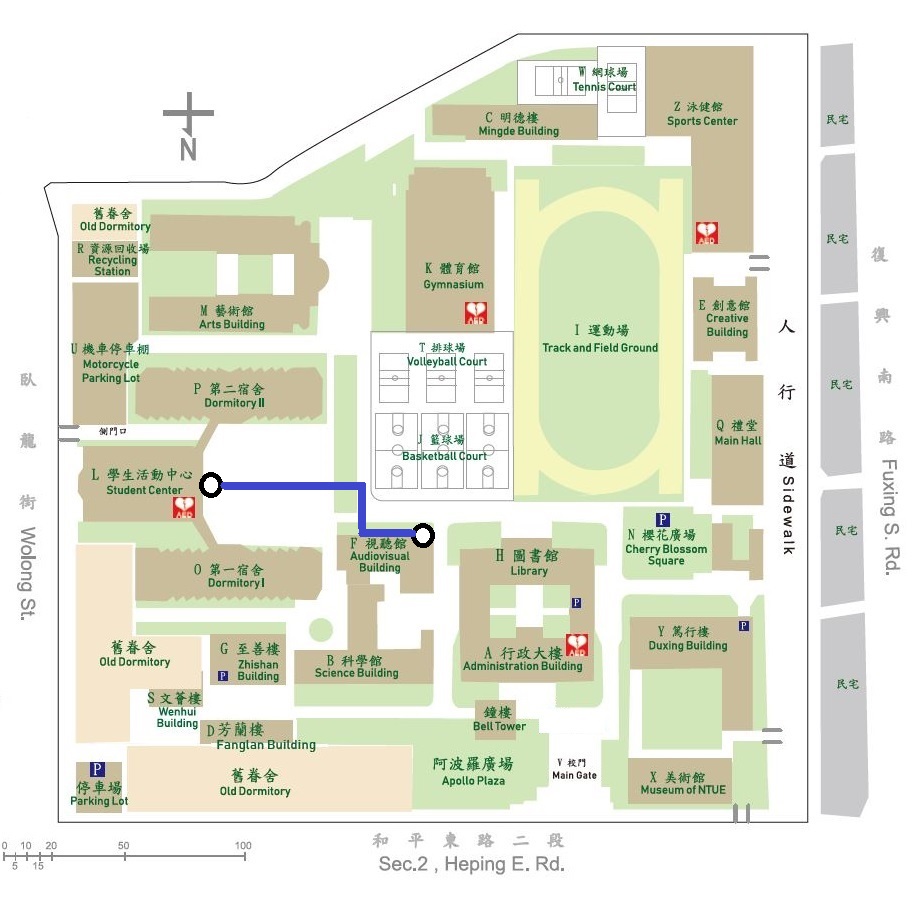 W 網球場
Tennis Court
Z 泳健館
Sports Center
C 明德樓
Mingde Building
民宅
N
舊眷舍
Old Dormitory
R 資源回收場
Recycling
Station
AED
民宅
復
興
南
路
Fuxing S. Rd.
K 體育館
Gymnasium
AED
M 藝術館
Arts Building
E 創意館
Creative
Building
I 運動場
Track and Field Ground
人
行
道
Sidewalk
U 機車停車棚
Motorcycle
Parking Lot
T 排球場
Volleyball Court
P 第二宿舍
Dormitory II
民宅
臥
龍
街
Wolong St.
側門口
J 籃球場
Basketball Court
Q 禮堂
Main Hall
L 學生活動中心
Student Center
AED
P
N 櫻花廣場
Cherry Blossom
Square
民宅
F 視聽館
Audiovisual
Building
H 圖書館
Library
O 第一宿舍
Dormitory I
P
P
Y 篤行樓
Duxing Building
AED
A 行政大樓
Administration Building
舊眷舍
Old Dormitory
G 至善樓
Zhishan
Building
P
B 科學館
Science Building
民宅
S 文薈樓
Wenhui
Building
鐘樓
Bell Tower
D 芳蘭樓
Fanglan Building
阿波羅廣場
Apollo Plaza
V 校門
Main Gate
P
停車場
Parking Lot
舊眷舍
Old Dormitory
X 美術館
Museum of NTUE
0 10 20 50 100
5 15
和平東路二段
Sec.2 , Heping E. Rd.